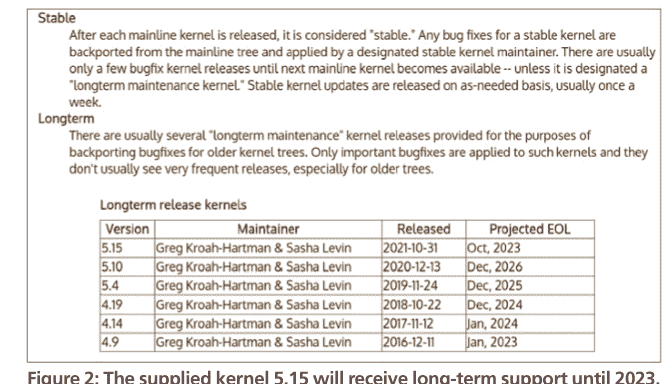 Stable
After each mainline kernel is released, it is considered "stable." Any bug fixes for a stable kernel are
backported from the mainline tree and applied by a designated stable kernel maintainer. There are usually
only a few bugfix kernel releases until next mainline kernel becomes available -- unless it is designated a
"longterm maintenance kernel." Stable kernel updates are released on as-needed basis, usually once a
week.
Longterm
There are usually several "longterm maintenance" kernel releases provided for the purposes of
backporting bugfixes for older kernel trees. Only important bugfixes are applied to such kernels and they
don't usually see very frequent releases, especially for older trees.
Longterm release kernels
Version Maintainer Released Projected EOL
5.15 Greg Kroah-Hartman & Sasha Levin 2021-10-31 Oct, 2023
5.10 Greg Kroah-Hartman & Sasha Levin 2020-12-13 Dec, 2026
5.4 Greg Kroah-Hartman & Sasha Levin 2019-11-24 Dec, 2025
4.19 Greg Kroah-Hartman & Sasha Levin 2018-10-22 Dec, 2024
4.14 Greg Kroah-Hartman & Sasha Levin 2017-11-12 Jan, 2024
4.9 Greg Kroah-Hartman & Sasha Levin 2016-12-11 Jan, 2023
Figure 2: The supplied kernel 5.15 will receive long-term support until 2023.